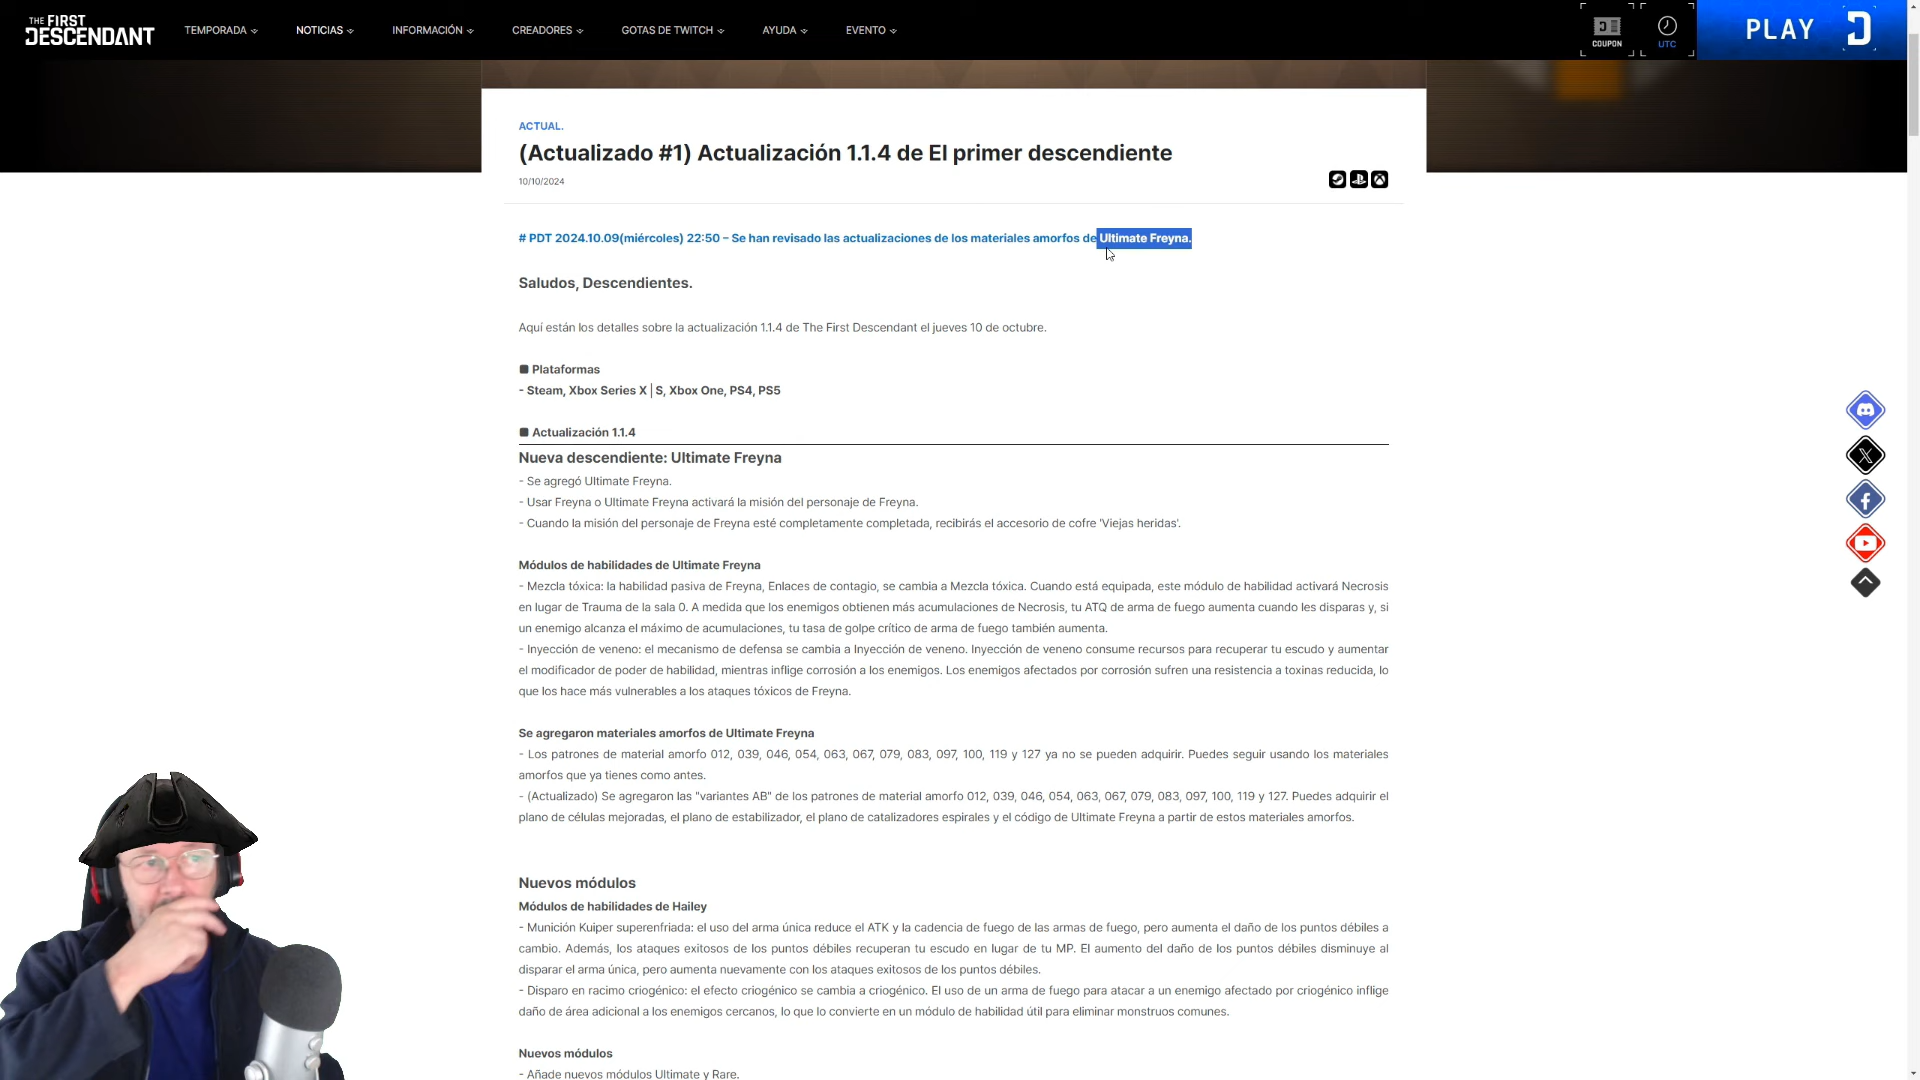 THE FIRST
DESCENDANT
TEMPORADA
NOTICIAS
INFORMACIÓN
CREADORES
GOTAS DE TWITCH
AYUDA
EVENTO
COUPON
UTC
PLAY
ACTUAL.
(Actualizado #1) Actualización 1.1.4 de El primer descendiente
10/10/2024
# PDT 2024.10.09(miércoles) 22:50 – Se han revisado las actualizaciones de los materiales amorfos de Ultimate Freyna.
Saludos, Descendientes.
Aquí están los detalles sobre la actualización 1.1.4 de The First Descendant el jueves 10 de octubre.
■ Plataformas
- Steam, Xbox Series X | S, Xbox One, PS4, PS5
■ Actualización 1.1.4
Nueva descendiente: Ultimate Freyna
- Se agregó Ultimate Freyna.
- Usar Freyna o Ultimate Freyna activará la misión del personaje de Freyna.
- Cuando la misión del personaje de Freyna esté completamente completada, recibirás el accesorio de cofre 'Viejas heridas'.
Módulos de habilidades de Ultimate Freyna
- Mezcla tóxica: la habilidad pasiva de Freyna, Enlaces de contagio, se cambia a Mezcla tóxica. Cuando está equipada, este módulo de habilidad activará Necrosis
en lugar de Trauma de la sala 0. A medida que los enemigos obtienen más acumulaciones de Necrosis, tu ATQ de arma de fuego aumenta cuando les disparas y, si
un enemigo alcanza el máximo de acumulaciones, tu tasa de golpe crítico de arma de fuego también aumenta.
- Inyección de veneno: el mecanismo de defensa se cambia a Inyección de veneno. Inyección de veneno consume recursos para recuperar tu escudo y aumentar
el modificador de poder de habilidad, mientras inflige corrosión a los enemigos. Los enemigos afectados por corrosión sufren una resistencia a toxinas reducida, lo
que los hace más vulnerables a los ataques tóxicos de Freyna.
Se agregaron materiales amorfos de Ultimate Freyna
- Los patrones de material amorfo 012, 039, 046, 054, 063, 067, 079, 083, 097, 100, 119 y 127 ya no se pueden adquirir. Puedes seguir usando los materiales
amorfos que ya tienes como antes.
- (Actualizado) Se agregaron las "variantes AB" de los patrones de material amorfo 012, 039, 046, 054, 063, 067, 079, 083, 097, 100, 119 y 127. Puedes adquirir el
plano de células mejoradas, el plano de estabilizador, el plano de catalizadores espirales y el código de Ultimate Freyna a partir de estos materiales amorfos.
Nuevos módulos
Módulos de habilidades de Hailey
- Munición Kuiper superenfriada: el uso del arma única reduce el ATK y la cadencia de fuego de las armas de fuego, pero aumenta el daño de los puntos débiles a
cambio. Además, los ataques exitosos de los puntos débiles recuperan tu escudo en lugar de tu MP. El aumento del daño de los puntos débiles disminuye al
disparar el arma única, pero aumenta nuevamente con los ataques exitosos de los puntos débiles.
- Disparo en racimo criogénico: el efecto criogénico se cambia a criogénico. El uso de un arma de fuego para atacar a un enemigo afectado por criogénico inflige
daño de área adicional a los enemigos cercanos, lo que lo convierte en un módulo de habilidad útil para eliminar monstruos comunes.
Nuevos módulos
- Añade nuevos módulos Ultimate y Rare.